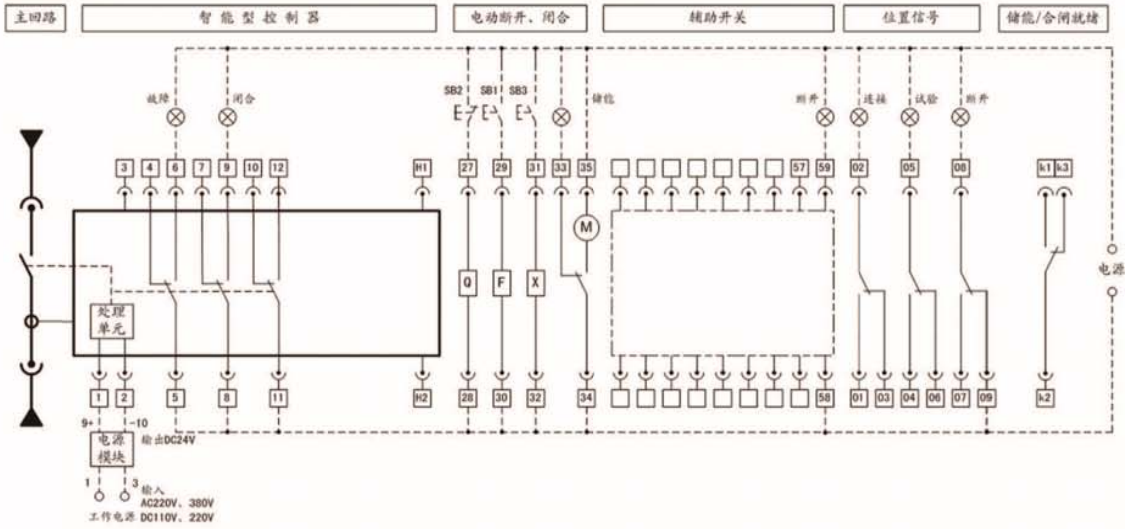 主回路 智能型控制器 电动断开、闭合 辅助开关 位置信号 储能/合闸就绪
SB2 SB1 SB3
故障 闭合 储能 断开 连接 试验 断开
3 4 6 7 9 10 12 H1 27 29 31 33 35 57 59 02 05 08 k1 k3
M
Q F X
电源
处理
单元
1 2 5 8 11 H2 28 30 32 34 58 01 03 04 06 07 09 k2
9+ -10
电源
模块
输出DC24V
1 3
输入
AC220V、380V
工作电源 DC110V、220V